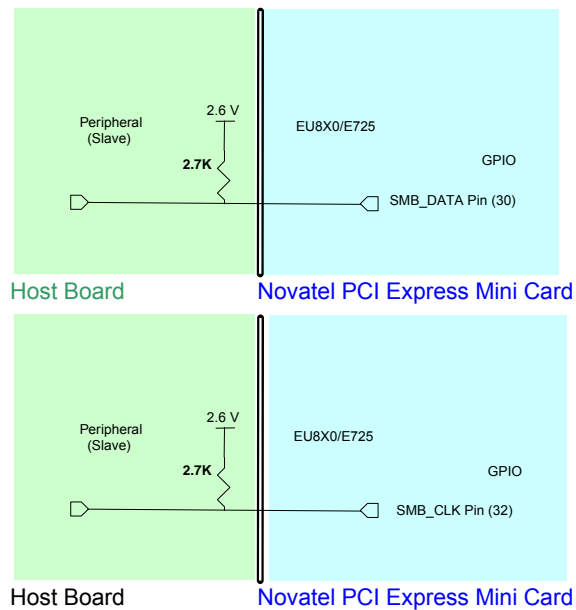 2.6 V
Peripheral
(Slave)
EU8X0/E725
2.7K
GPIO
SMB_DATA Pin (30)
Host Board
Novatel PCI Express Mini Card
2.6 V
Peripheral
(Slave)
EU8X0/E725
2.7K
GPIO
SMB_CLK Pin (32)
Host Board
Novatel PCI Express Mini Card